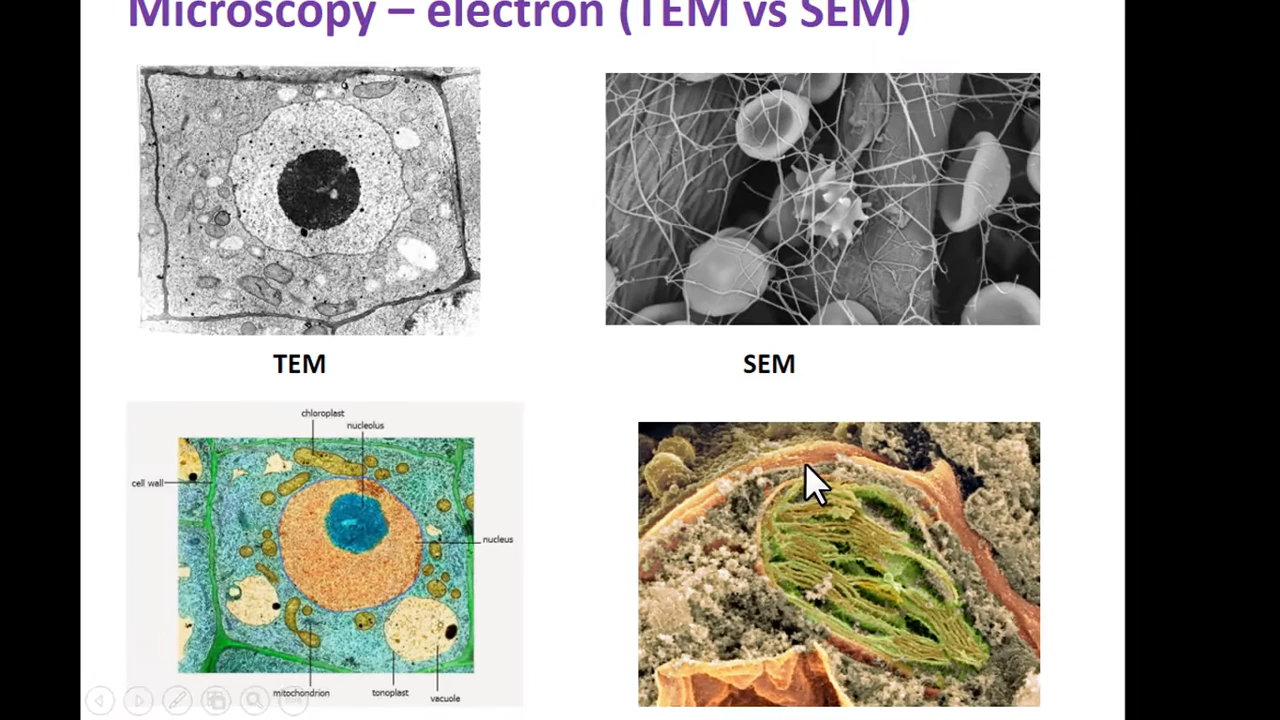 Microscopy – electron (TEM vs SEM)
TEM
SEM
chloroplast
nucleolus
cell wall
nucleus
mitochondrion
tonoplast
vacuole